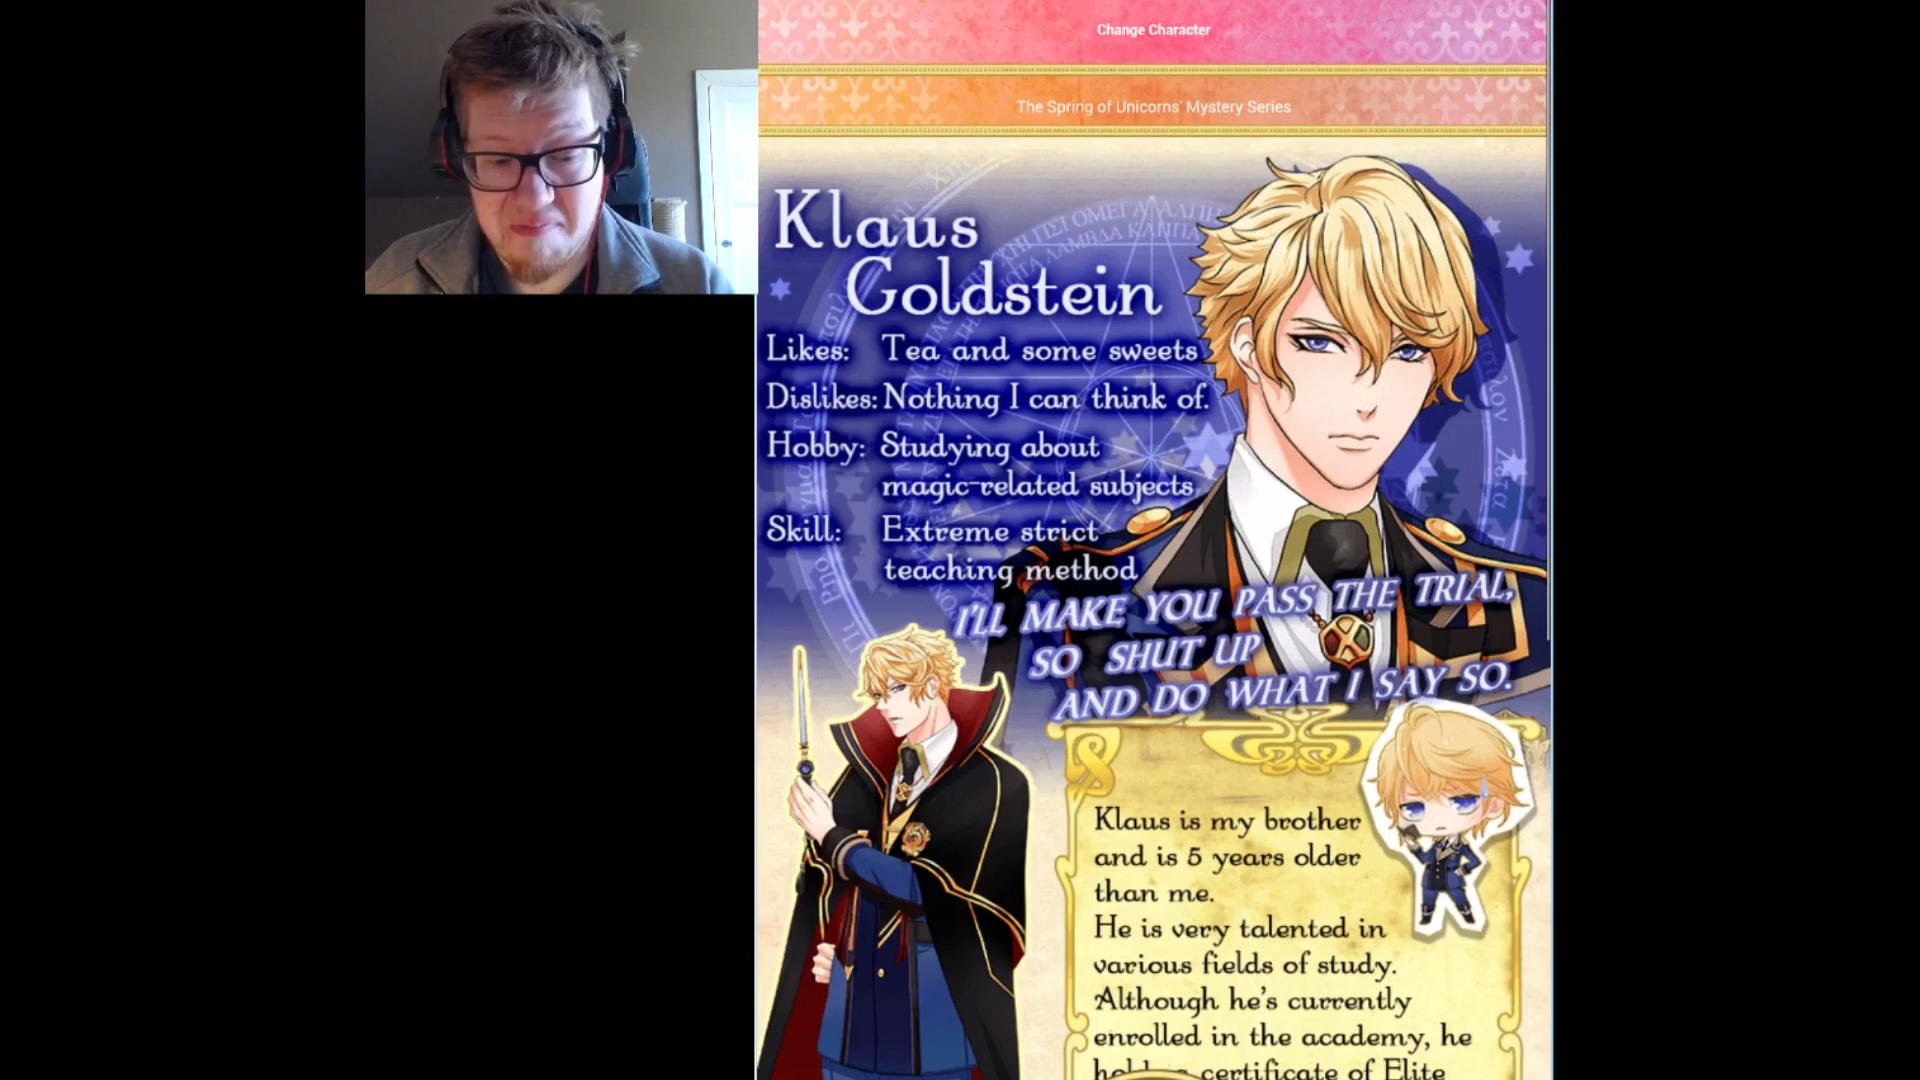 Change Character
The Spring of Unicorns' Mystery Series
Klaus
Goldstein
Likes: Tea and some sweets
Dislikes: Nothing I can think of.
Hobby: Studying about
magic-related subjects
Skill: Extreme strict
teaching method
I'LL MAKE YOU PASS THE TRIAL,
SO SHUT UP
AND DO WHAT I SAY SO.
Klaus is my brother
and is 5 years older
than me.
He is very talented in
various fields of study.
Although he's currently
enrolled in the academy, he
certificate of Elite